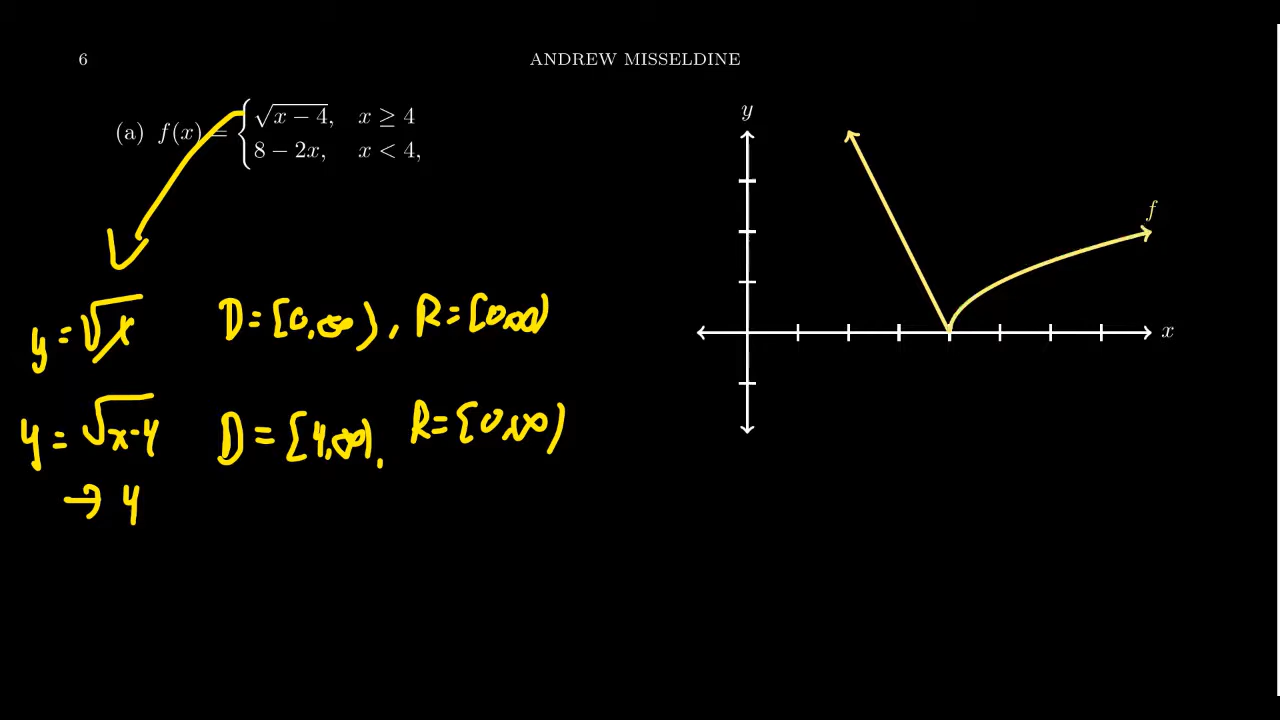 6 ANDREW MISSELDINE
(a) f(x) = { √(x − 4), x ≥ 4
8 − 2x, x < 4,
y
f
x
y = √x D = [0,∞), R = [0,∞)
y = √(x-4) D = [4,∞), R = [0,∞)
→ 4